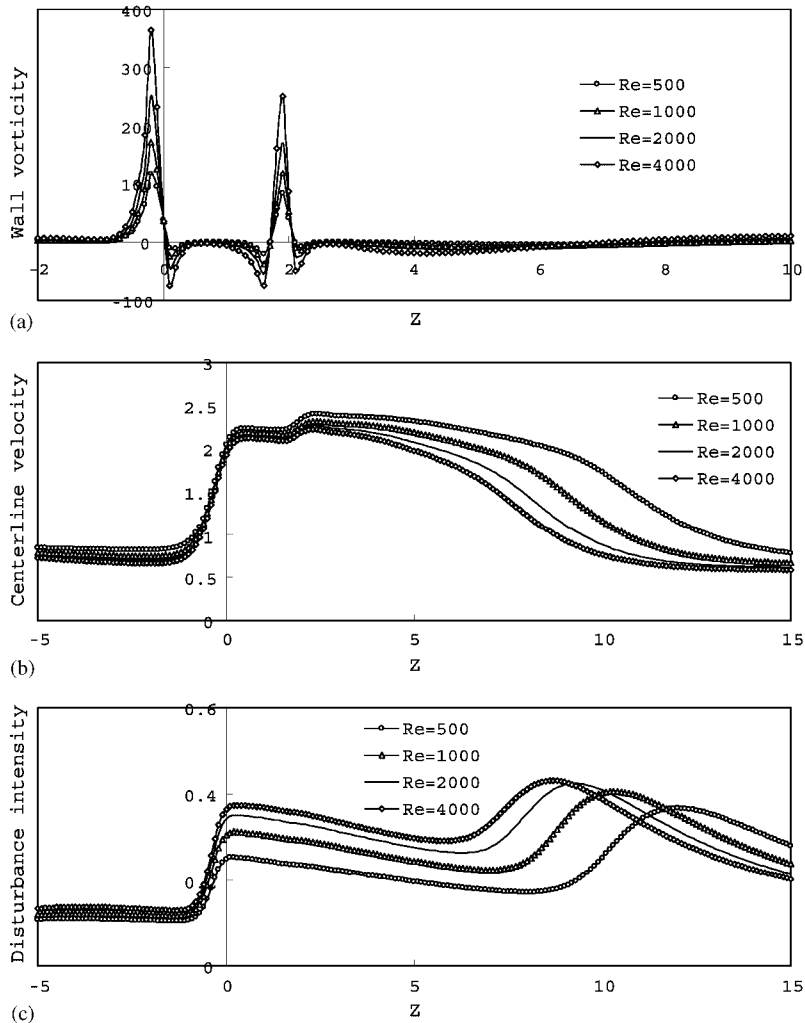 Wall vorticity
400
300
200
100
0
-100
-2 0 2 4 6 8 10
Z
Re=500
Re=1000
Re=2000
Re=4000
(a)
Centerline velocity
3
2.5
2
1.5
1
0.5
0
-5 0 5 10 15
Z
Re=500
Re=1000
Re=2000
Re=4000
(b)
Disturbance intensity
0.6
0.4
0
-5 0 5 10 15
Z
Re=500
Re=1000
Re=2000
Re=4000
(c)